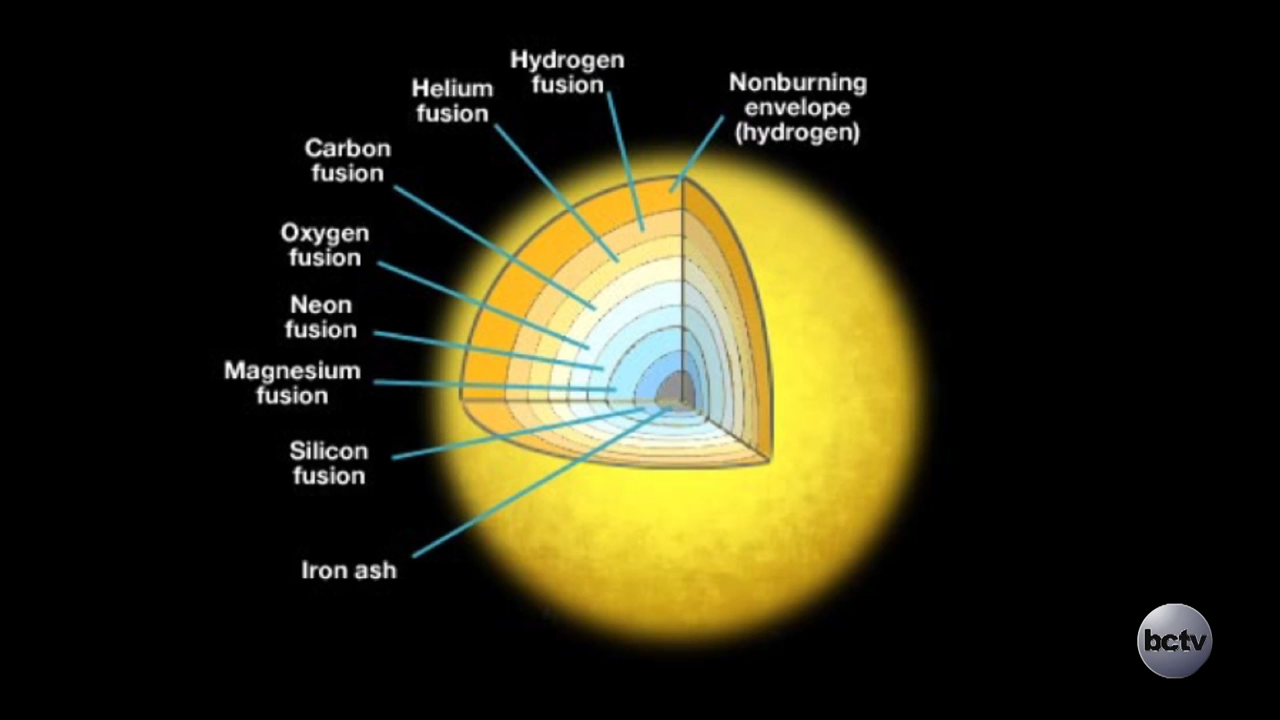 Hydrogen
fusion
Nonburning
envelope
(hydrogen)
Helium
fusion
Carbon
fusion
Oxygen
fusion
Neon
fusion
Magnesium
fusion
Silicon
fusion
Iron ash
bctv